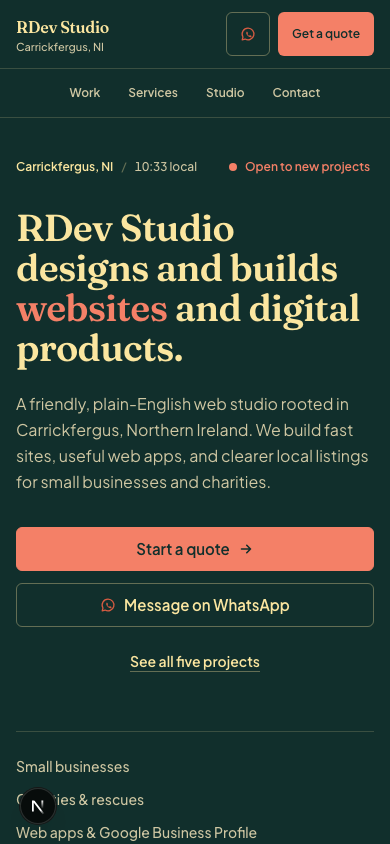 RDev Studio
Carrickfergus, NI
Get a quote
Work
Services
Studio
Contact
Carrickfergus, NI / 10:33 local
Open to new projects
RDev Studio
designs and builds
websites and digital
products.
A friendly, plain-English web studio rooted in
Carrickfergus, Northern Ireland. We build fast
sites, useful web apps, and clearer local listings
for small businesses and charities.
Start a quote →
Message on WhatsApp
See all five projects
Small businesses
& rescues
N
Web apps & Google Business Profile